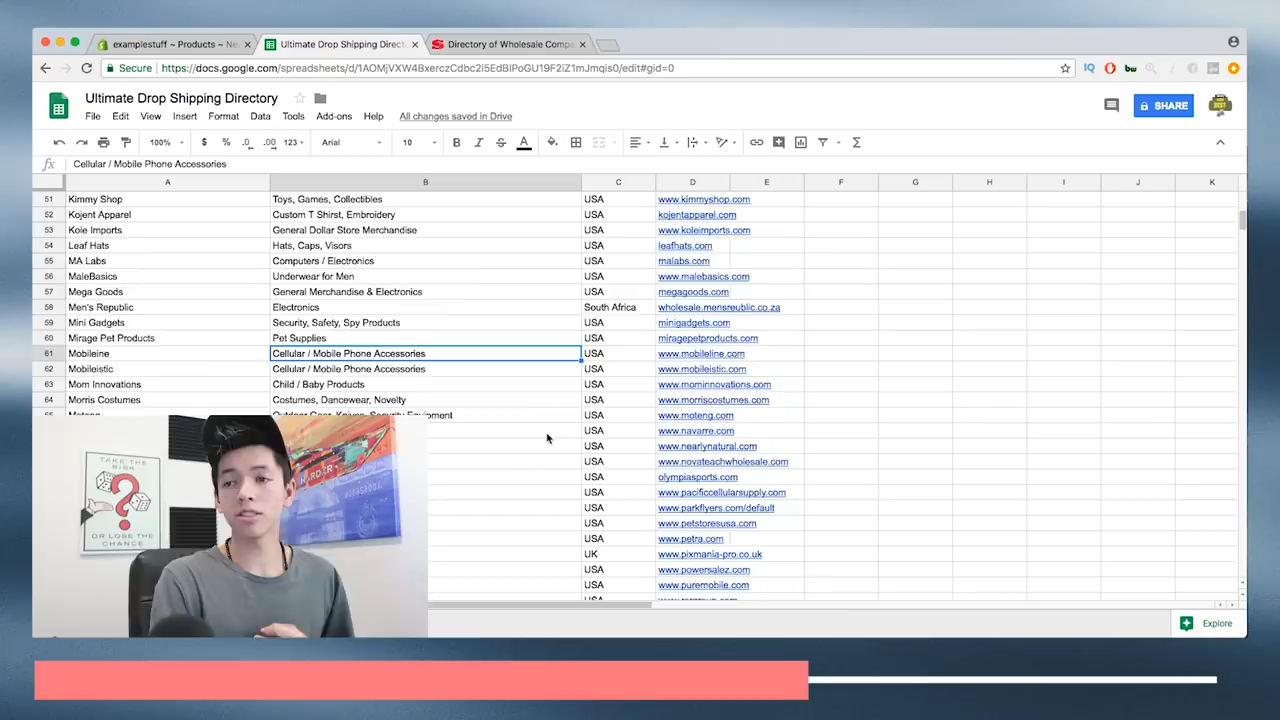 examplestuff ~ Products ~ Ne
Ultimate Drop Shipping Direct
Directory of Wholesale Comp
Secure https://docs.google.com/spreadsheets/d/1AOMjVXW4BxerczCdbc2i5EdBIPoGU19F2iZ1mJmqis0/edit#gid=0
Ultimate Drop Shipping Directory
File Edit View Insert Format Data Tools Add-ons Help All changes saved in Drive
SHARE
100% $ % .0 .00 123 Arial 10 B I S A
fx Cellular / Mobile Phone Accessories
A B C D E F G H I J K
51 Kimmy Shop Toys, Games, Collectibles USA www.kimmyshop.com
52 Kojent Apparel Custom T Shirst, Embroidery USA kojentapparel.com
53 Kole Imports General Dollar Store Merchandise USA www.koleimports.com
54 Leaf Hats Hats, Caps, Visors USA leafhats.com
55 MA Labs Computers / Electronics USA malabs.com
56 MaleBasics Underwear for Men USA www.malebasics.com
57 Mega Goods General Merchandise & Electronics USA megagoods.com
58 Men's Republic Electronics South Africa wholesale.mensreublic.co.za
59 Mini Gadgets Security, Safety, Spy Products USA minigadgets.com
60 Mirage Pet Products Pet Supplies USA miragepetproducts.com
61 Mobileine Cellular / Mobile Phone Accessories USA www.mobileline.com
62 Mobileistic Cellular / Mobile Phone Accessories USA www.mobileistic.com
63 Mom Innovations Child / Baby Products USA www.mominnovations.com
64 Morris Costumes Costumes, Dancewear, Novelty USA www.morriscostumes.com
65 Moteng Outdoor Gear, Knives, Security Equipment USA www.moteng.com
USA www.navarre.com
USA www.nearlynatural.com
USA www.novateachwholesale.com
USA olympiasports.com
USA www.pacificcellularsupply.com
USA www.parkflyers.com/default
USA www.petstoresusa.com
USA www.petra.com
UK www.pixmania-pro.co.uk
USA www.powersalez.com
USA www.puremobile.com
USA
Explore
TAKE THE
RISK
OR LOSE THE
CHANCE
HARDER